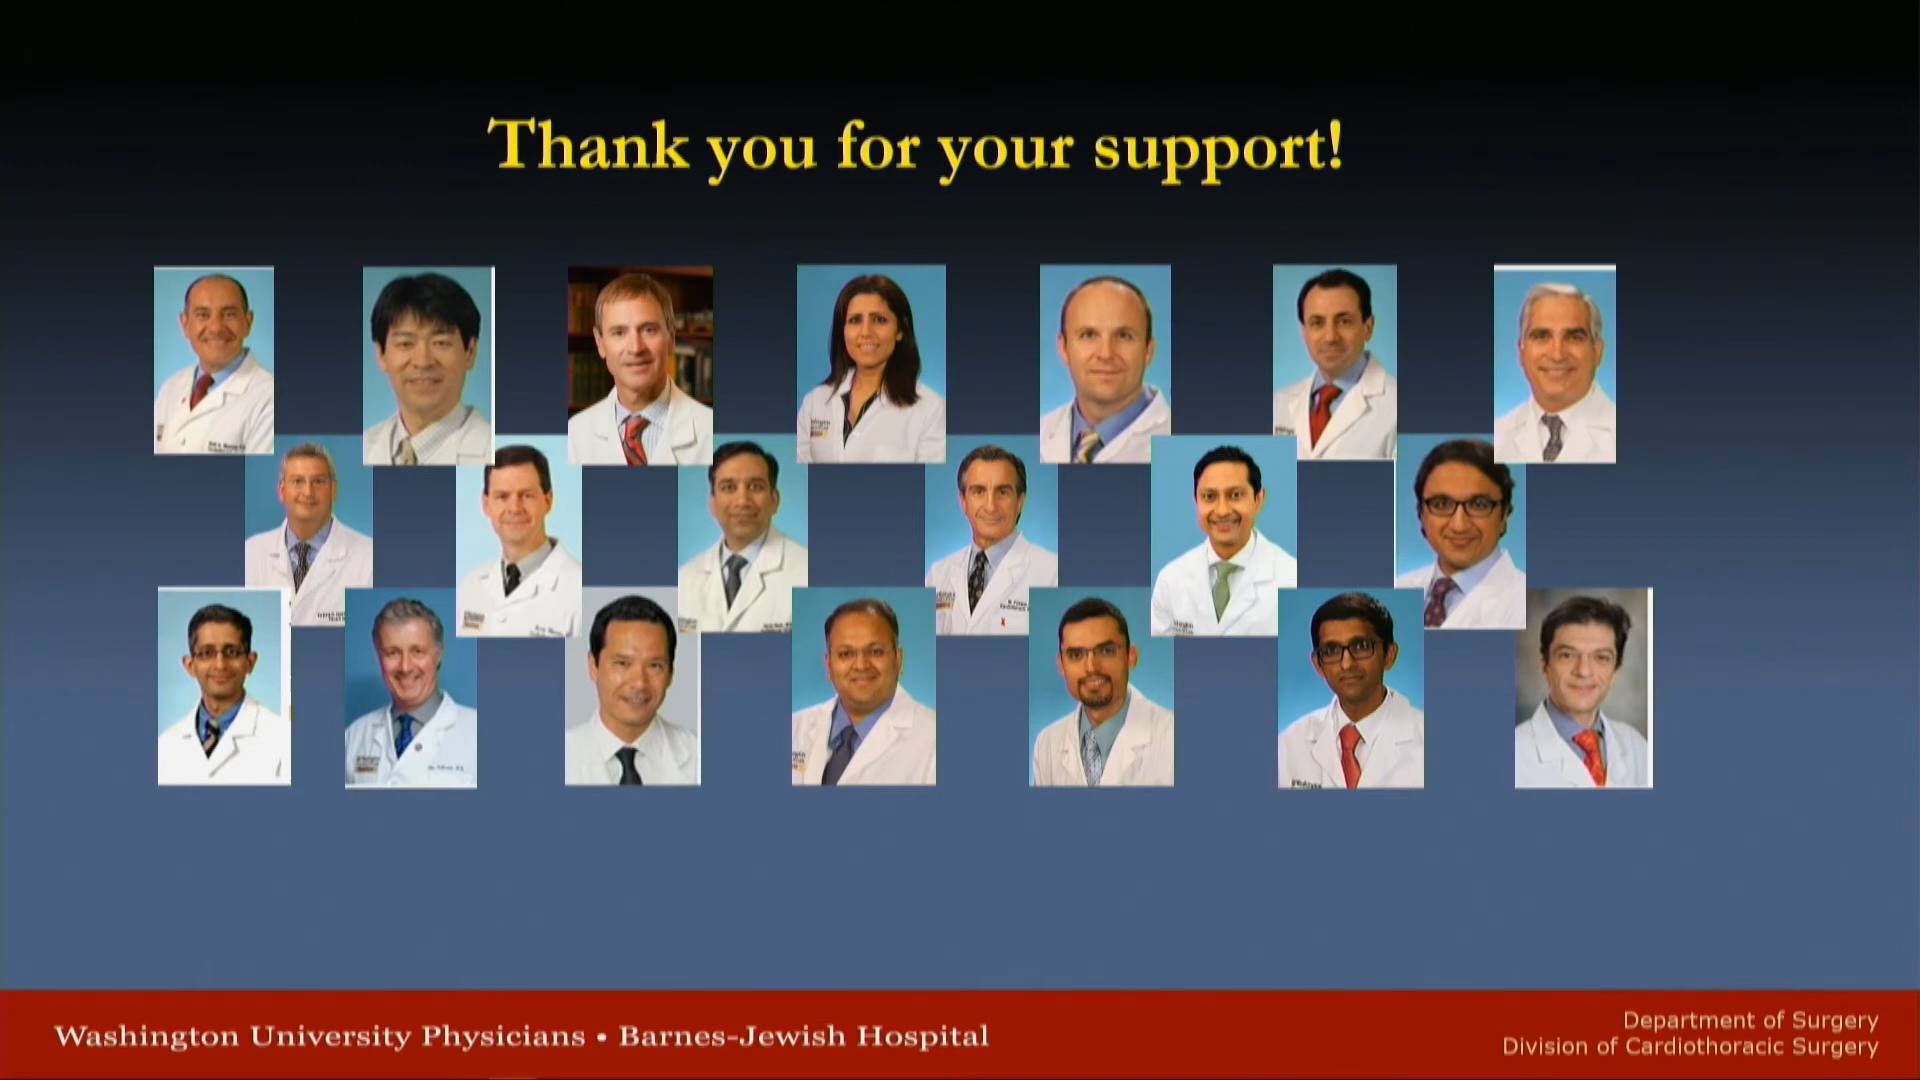 Thank you for your support!
Washington University Physicians • Barnes-Jewish Hospital
Department of Surgery
Division of Cardiothoracic Surgery